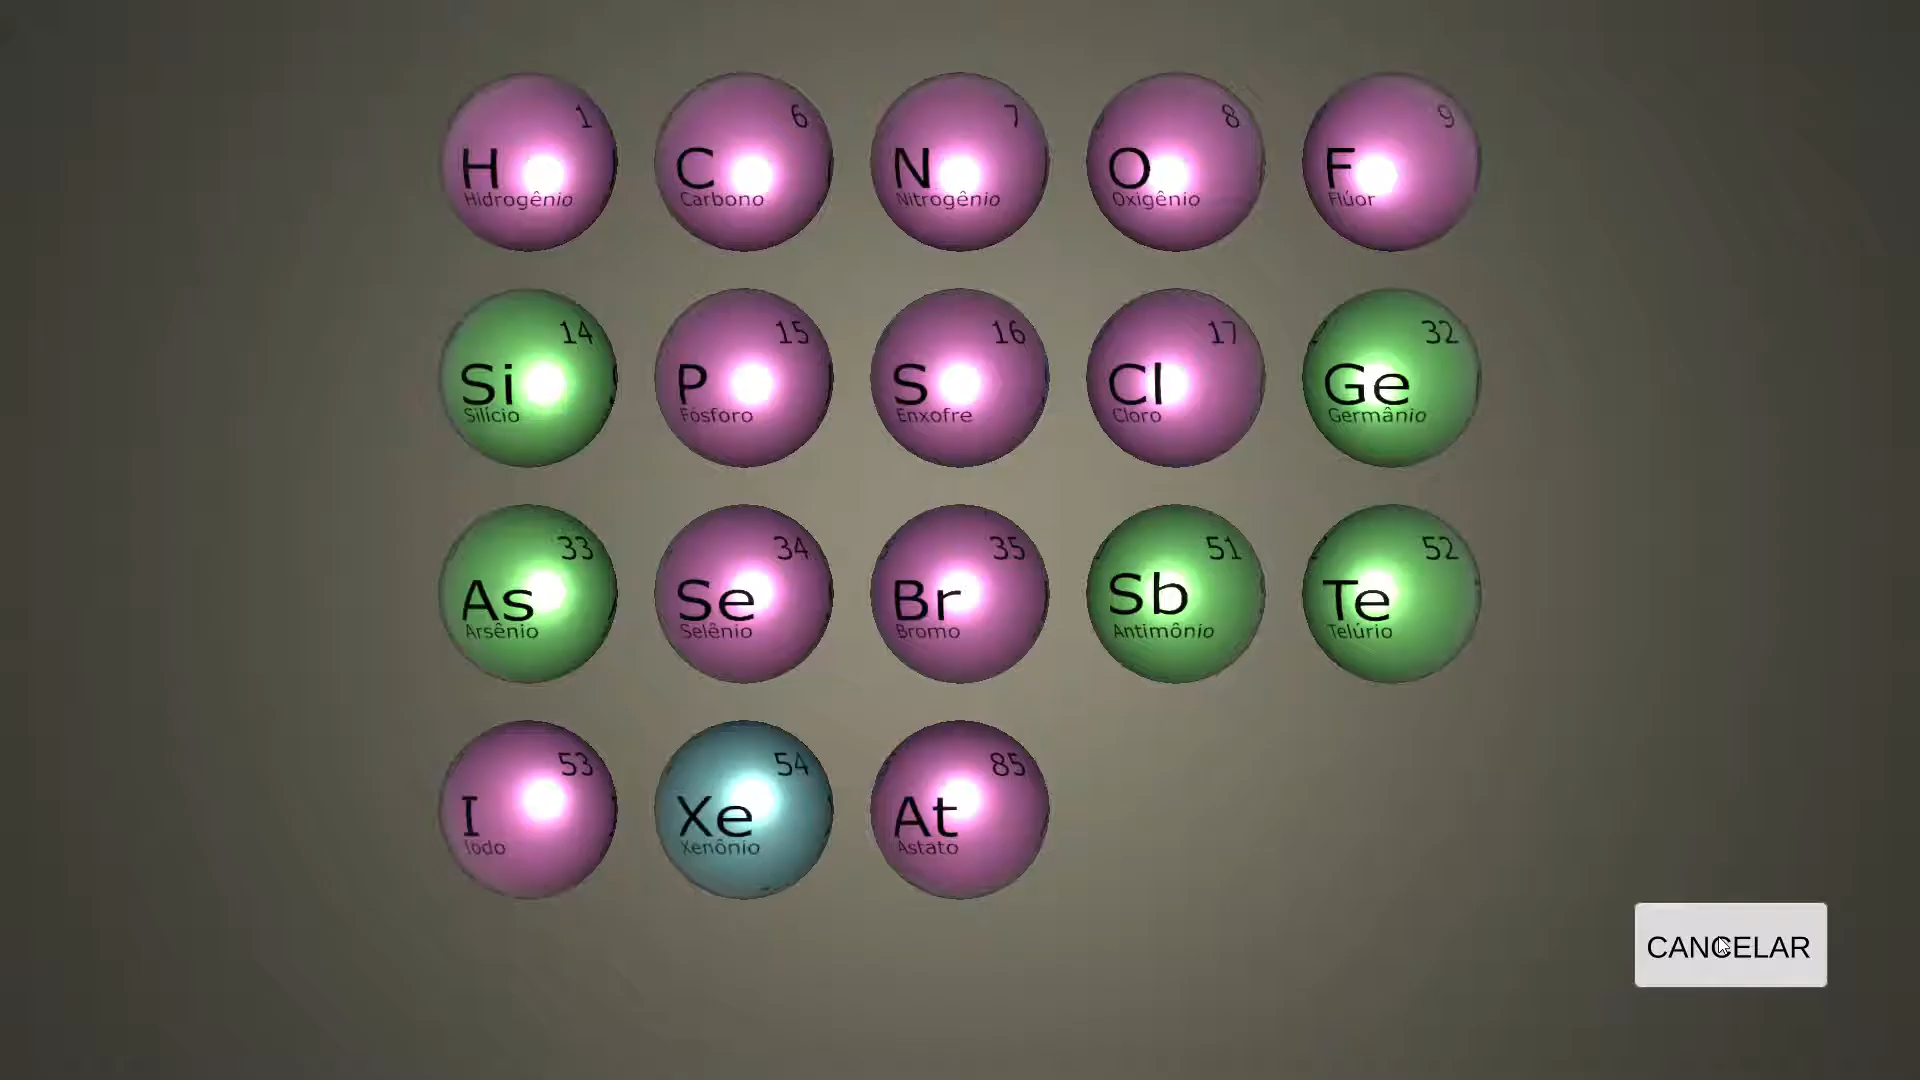 1
H
Hidrogênio
6
C
Carbono
7
N
Nitrogênio
8
O
Oxigênio
9
F
Flúor
14
Si
Silício
15
P
Fósforo
16
S
Enxofre
17
Cl
Cloro
32
Ge
Germânio
33
As
Arsênio
34
Se
Selênio
35
Br
Bromo
51
Sb
Antimônio
52
Te
Telúrio
53
I
Iodo
54
Xe
Xenônio
85
At
Astato
CANCELAR